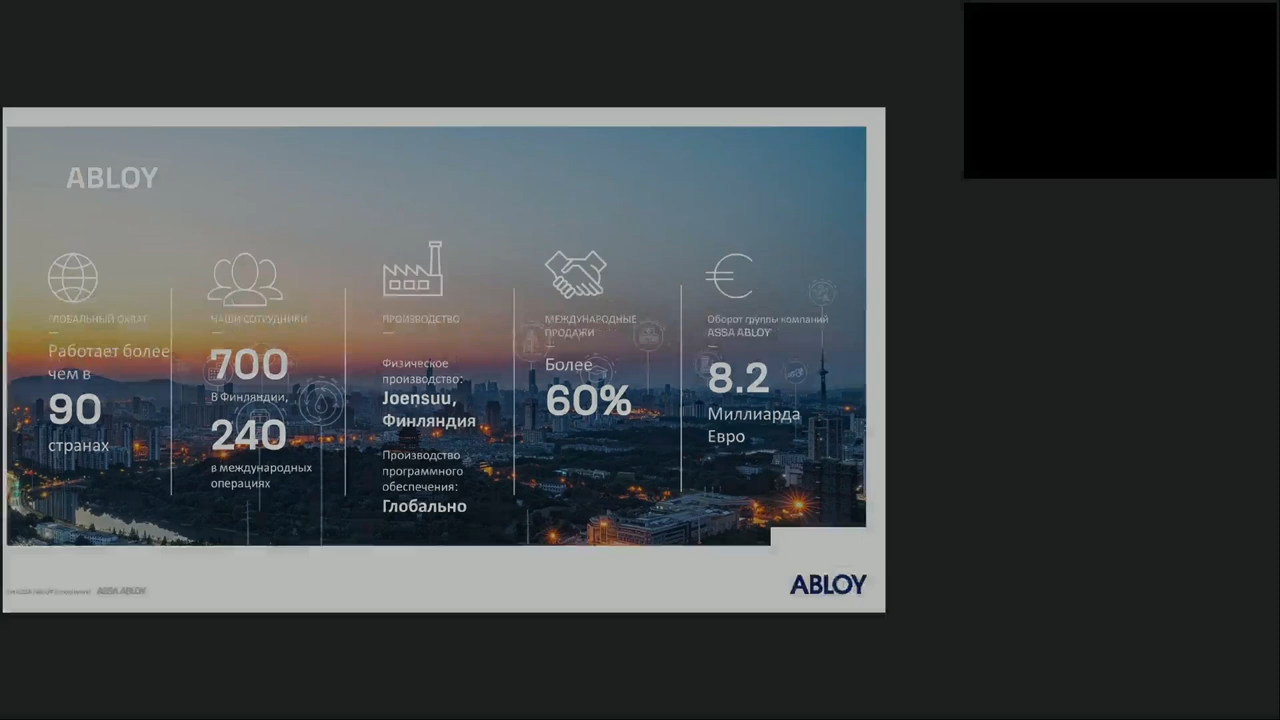 ABLOY
ГЛОБАЛЬНЫЙ ОХВАТ
Работает более
чем в
90
странах
НАШИ СОТРУДНИКИ
700
В Финляндии,
240
в международных
операциях
ПРОИЗВОДСТВО
Физическое
производство:
Joensuu,
Финляндия
Производство
программного
обеспечения:
Глобально
МЕЖДУНАРОДНЫЕ
ПРОДАЖИ
Более
60%
Оборот группы компаний
ASSA ABLOY
8.2
Миллиарда
Евро
ASSA ABLOY
ABLOY